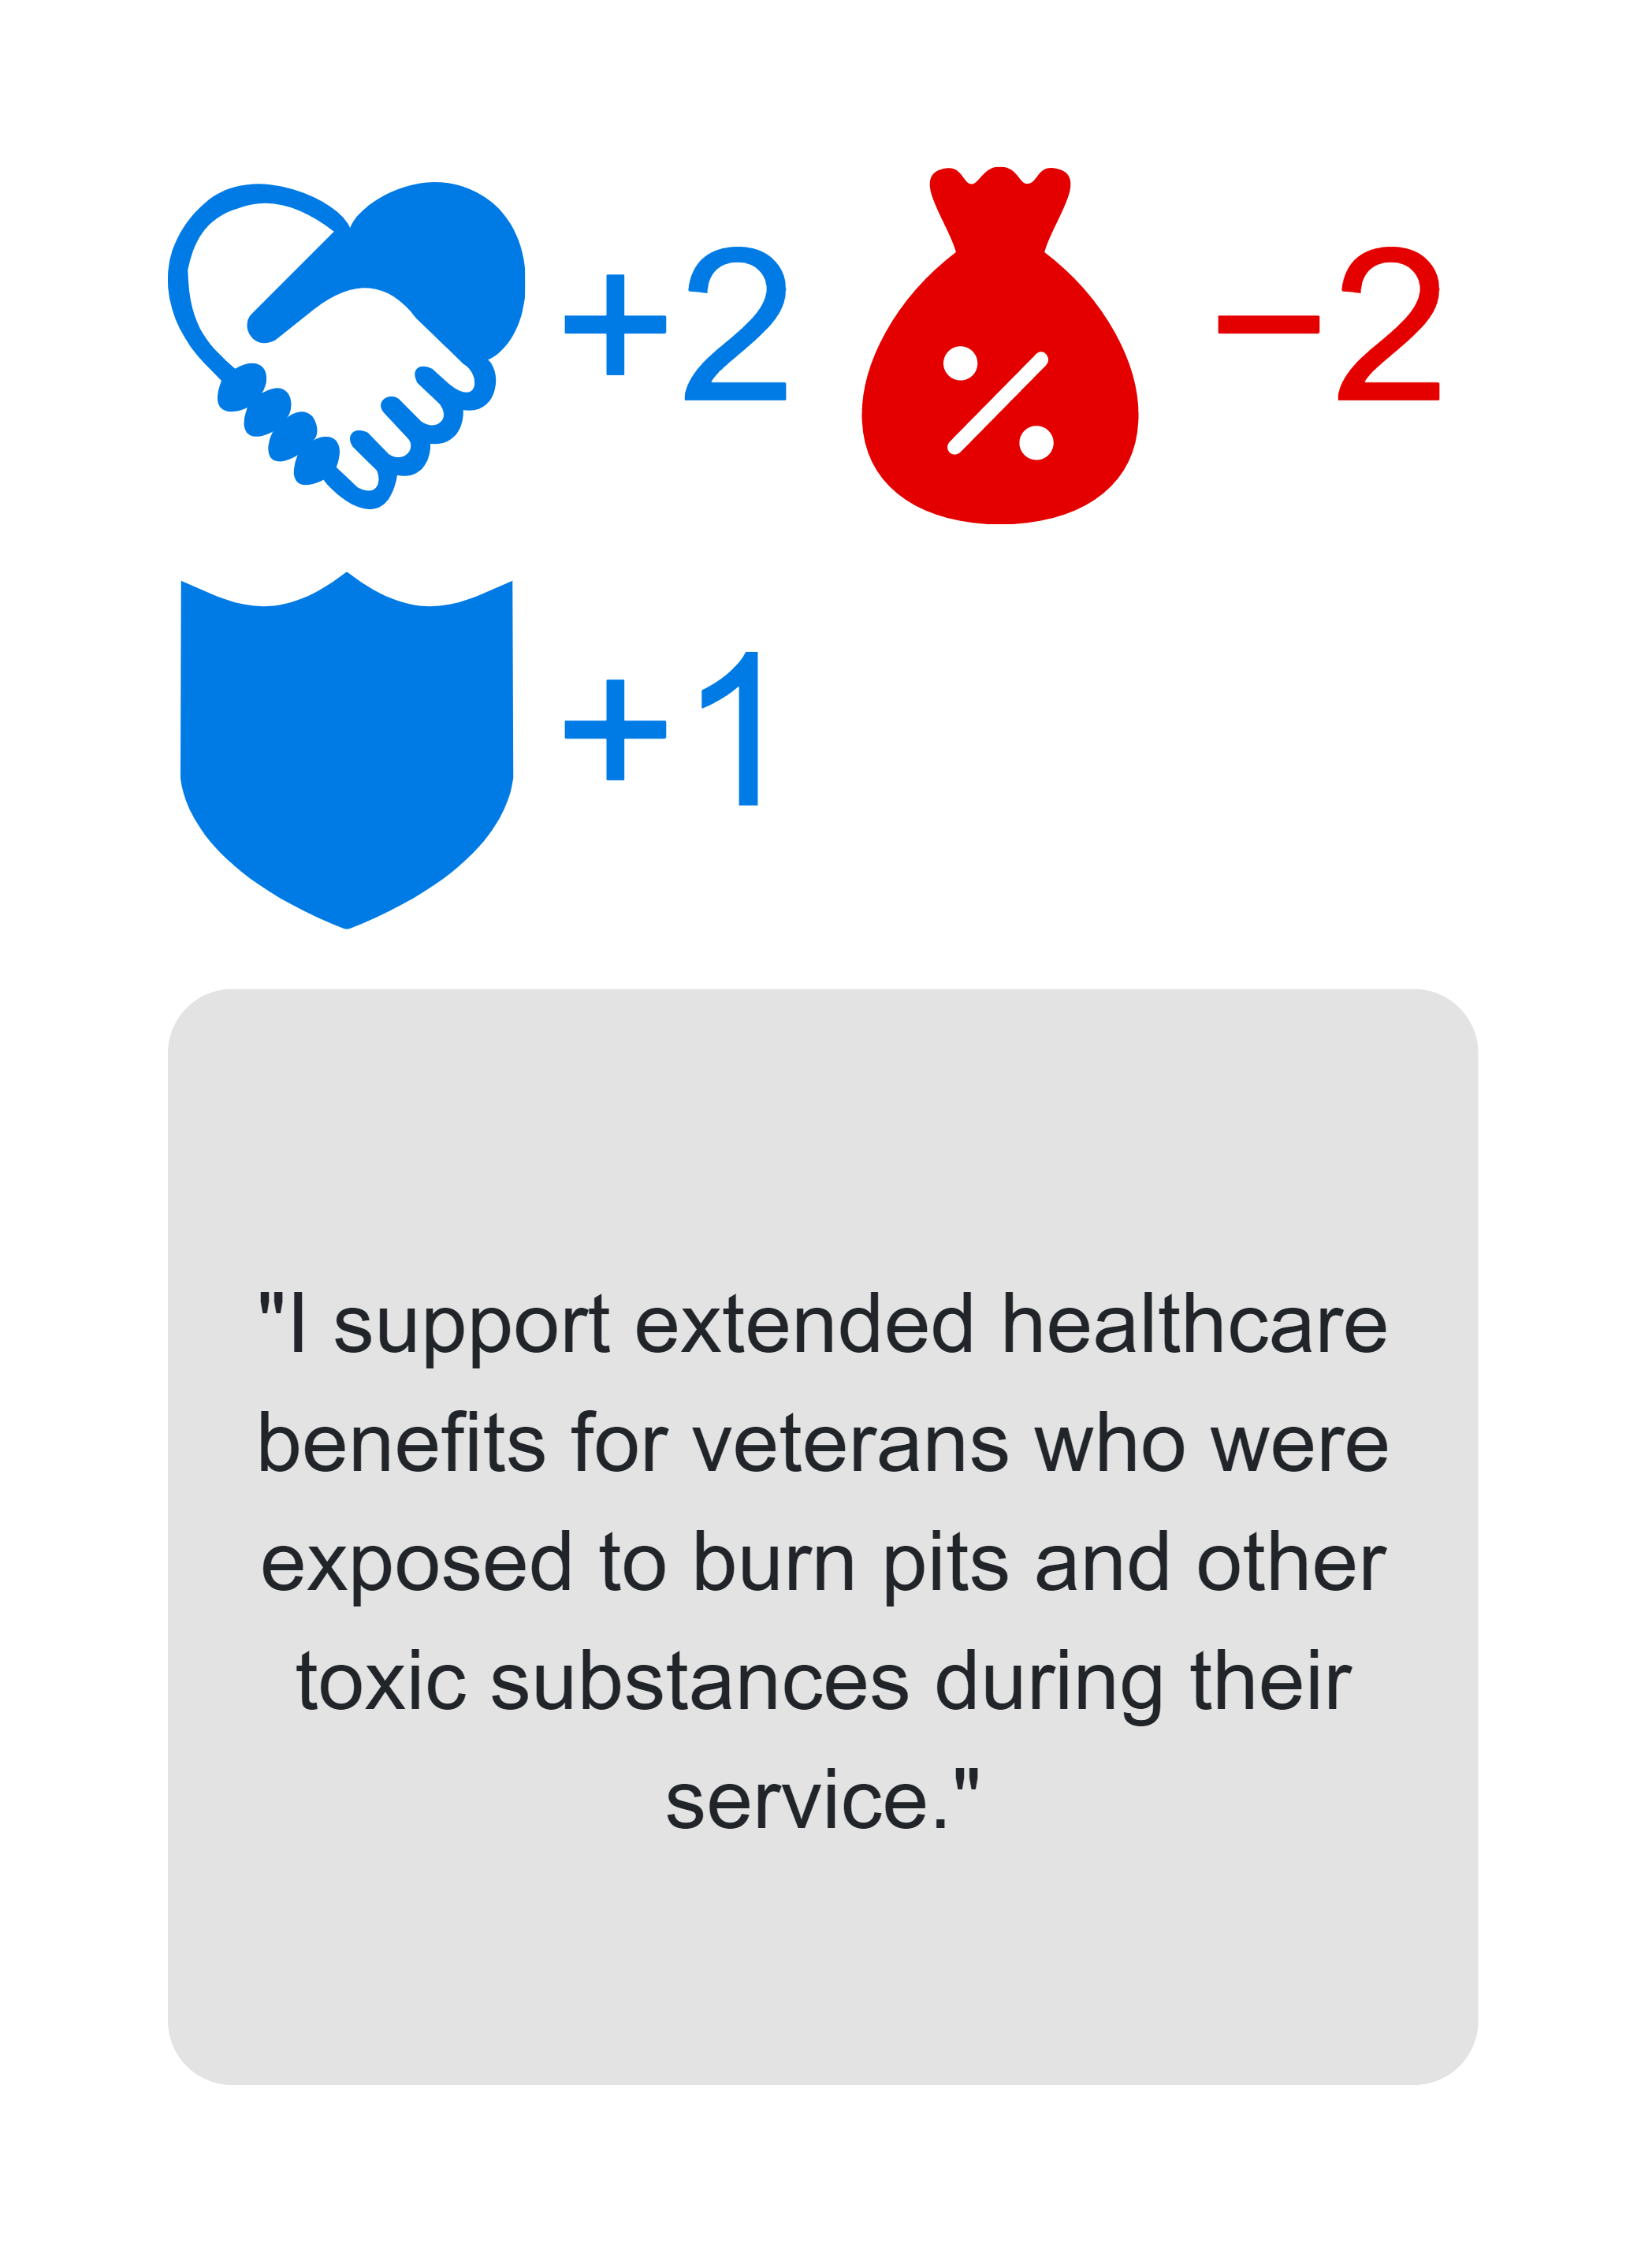 +2 −2
+1
"I support extended healthcare
benefits for veterans who were
exposed to burn pits and other
toxic substances during their
service."